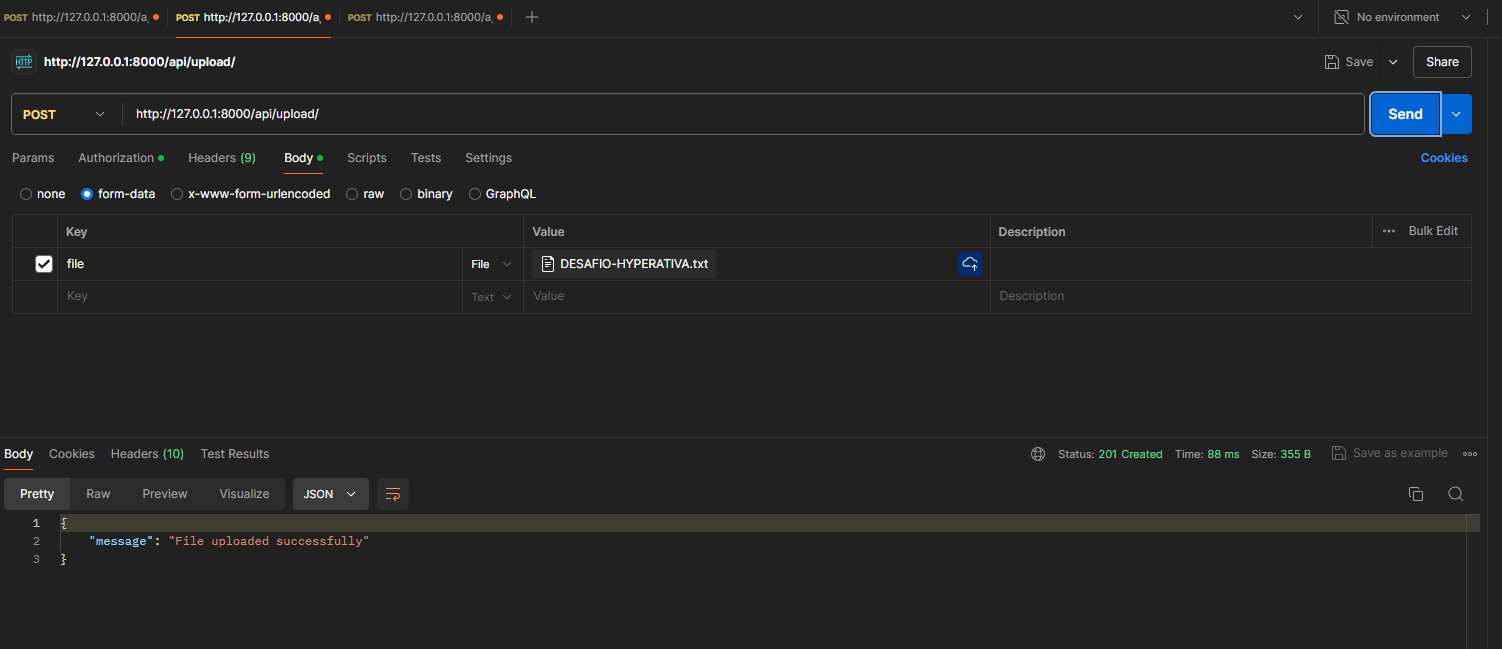 POST http://127.0.0.1:8000/a, POST http://127.0.0.1:8000/a, POST http://127.0.0.1:8000/a, No environment
HTTP http://127.0.0.1:8000/api/upload/ Save Share
POST http://127.0.0.1:8000/api/upload/ Send
Params Authorization Headers (9) Body Scripts Tests Settings Cookies
none form-data x-www-form-urlencoded raw binary GraphQL
Key Value Description Bulk Edit
file File DESAFIO-HYPERATIVA.txt
Key Text Value Description
Body Cookies Headers (10) Test Results Status: 201 Created Time: 88 ms Size: 355 B Save as example
Pretty Raw Preview Visualize JSON
1 {
2 "message": "File uploaded successfully"
3 }